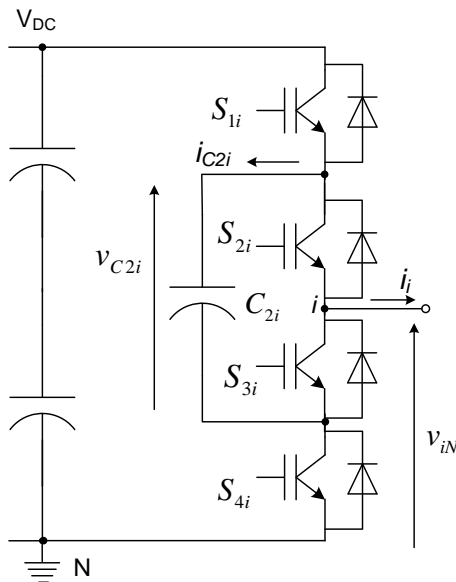 V_DC
S_1i
i_C2i
S_2i
v_C2i
i_i
i
C_2i
S_3i
v_iN
S_4i
N